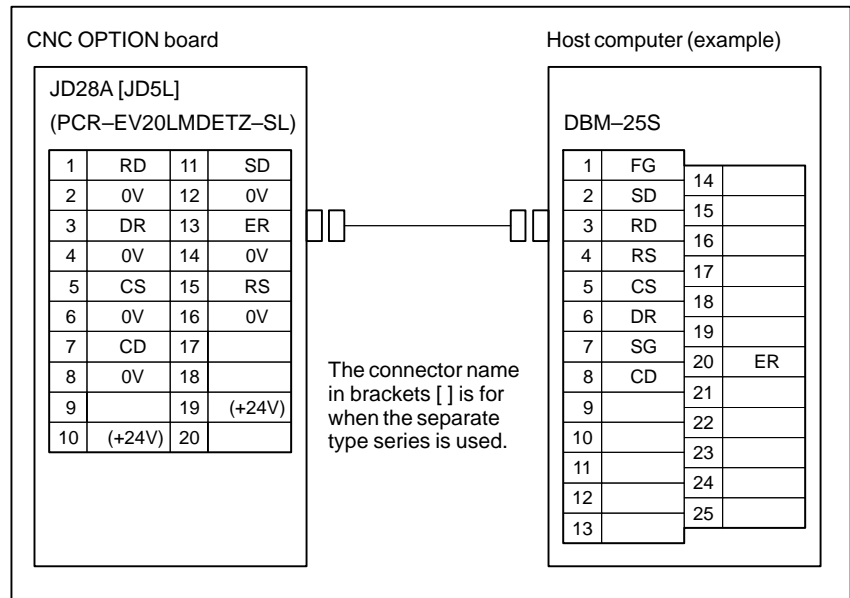 CNC OPTION board
JD28A [JD5L]
(PCR–EV20LMDETZ–SL)
1 RD 11 SD
2 0V 12 0V
3 DR 13 ER
4 0V 14 0V
5 CS 15 RS
6 0V 16 0V
7 CD 17
8 0V 18
9 19 (+24V)
10 (+24V) 20
The connector name
in brackets [ ] is for
when the separate
type series is used.
Host computer (example)
DBM–25S
1 FG
2 SD
3 RD
4 RS
5 CS
6 DR
7 SG
8 CD
9
10
11
12
13
14
15
16
17
18
19
20 ER
21
22
23
24
25